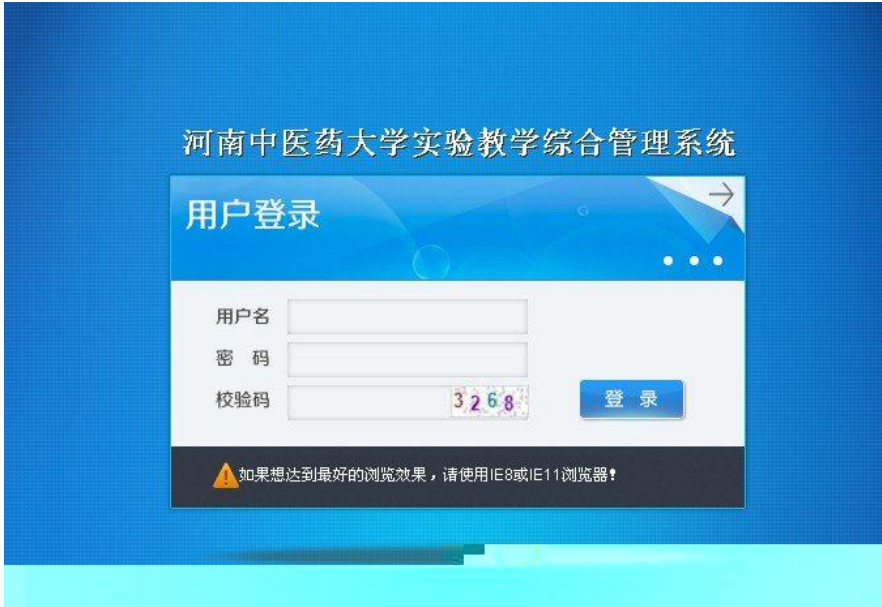 河南中医药大学实验教学综合管理系统
用户登录
用户名
密 码
校验码 3268 登 录
如果想达到最好的浏览效果，请使用IE8或IE11浏览器！